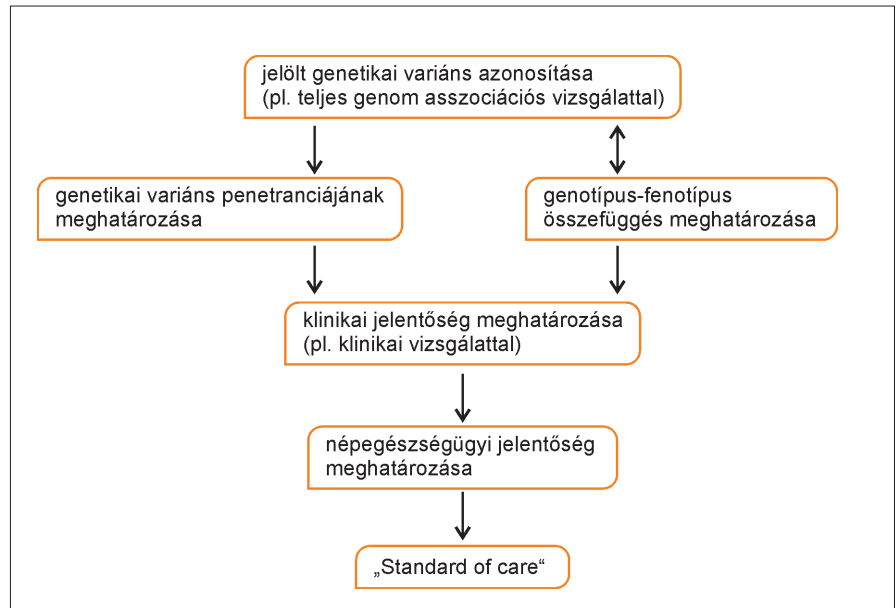 jelölt genetikai variáns azonosítása
(pl. teljes genom asszociációs vizsgálattal)
genetikai variáns penetranciájának
meghatározása
genotípus-fenotípus
összefüggés meghatározása
klinikai jelentőség meghatározása
(pl. klinikai vizsgálattal)
népegészségügyi jelentőség
meghatározása
„Standard of care“